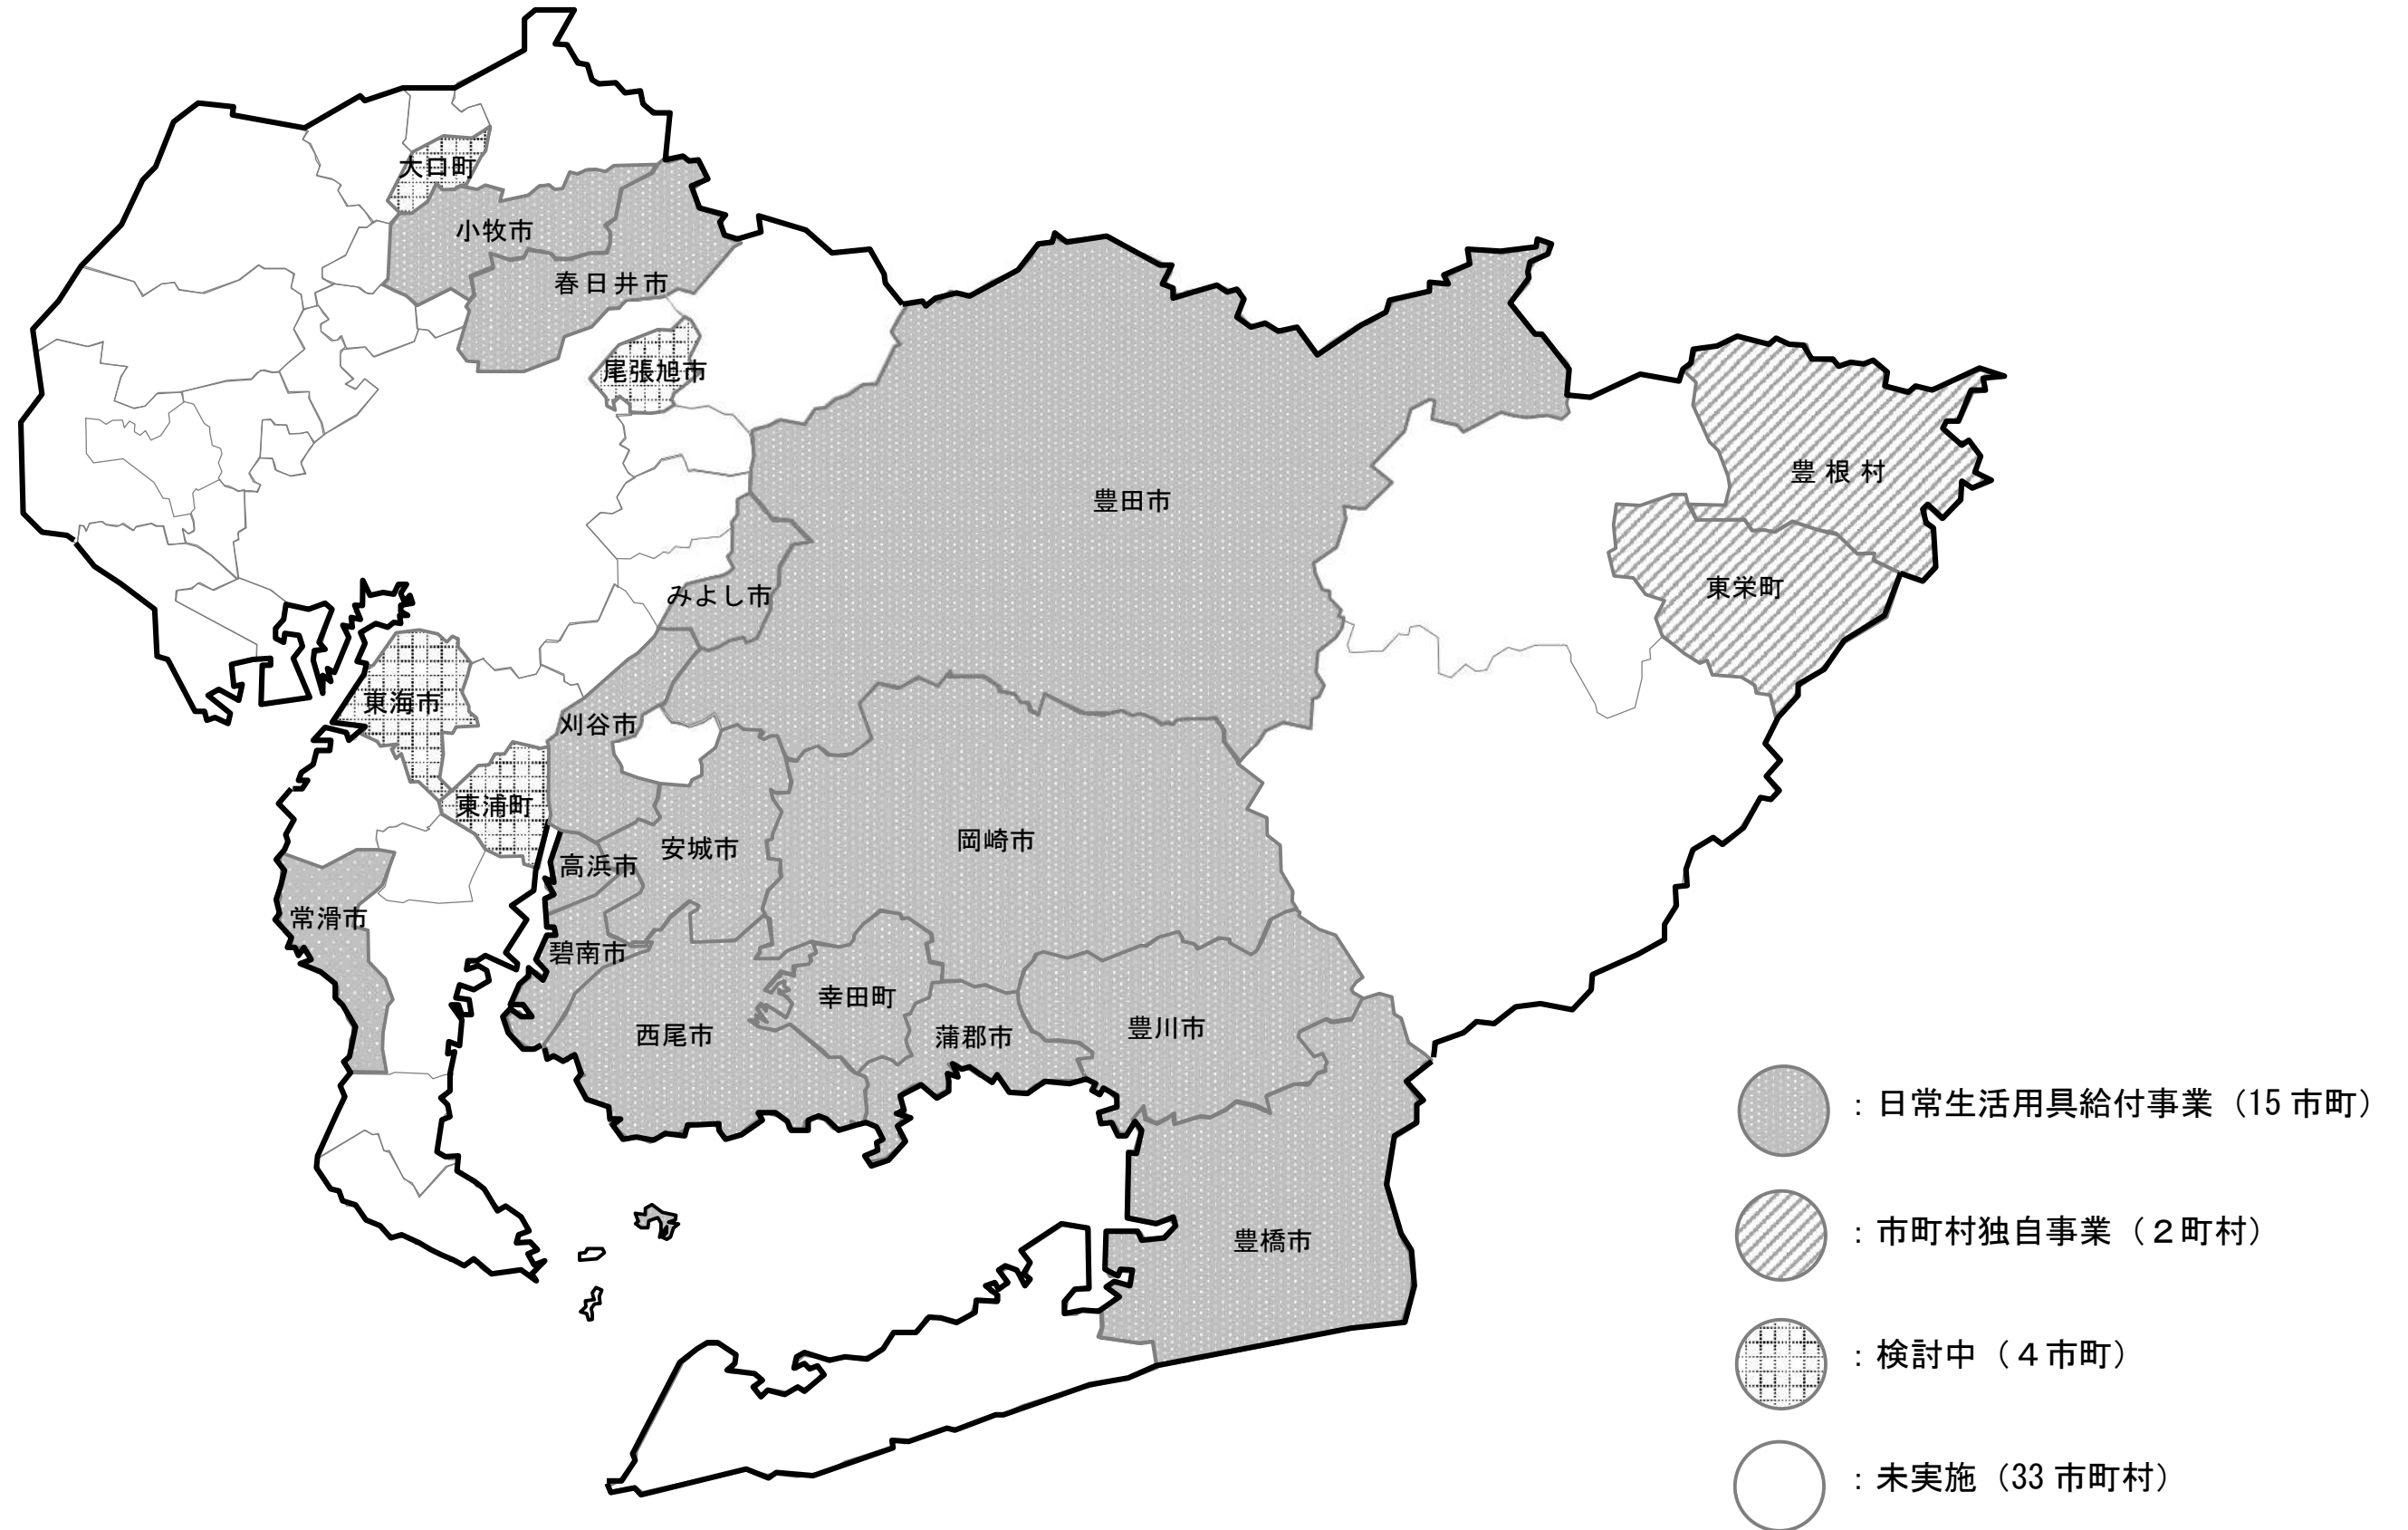 大口町
小牧市
春日井市
尾張旭市
豊田市
豊根村
東栄町
みよし市
東海市
刈谷市
東浦町
安城市
岡崎市
高浜市
常滑市
碧南市
幸田町
西尾市
蒲郡市
豊川市
豊橋市
：日常生活用具給付事業（15市町）
：市町村独自事業（２町村）
：検討中（４市町）
：未実施（33市町村）